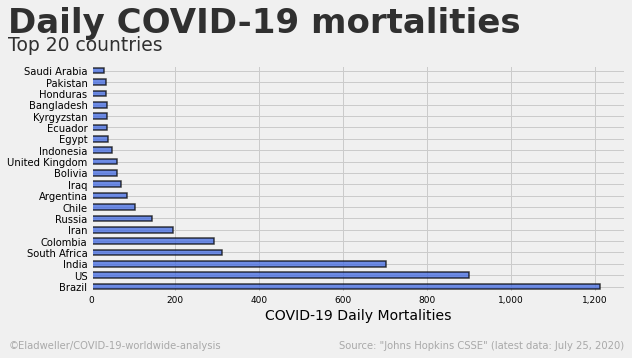 Daily COVID-19 mortalities
Top 20 countries
Saudi Arabia
Pakistan
Honduras
Bangladesh
Kyrgyzstan
Ecuador
Egypt
Indonesia
United Kingdom
Bolivia
Iraq
Argentina
Chile
Russia
Iran
Colombia
South Africa
India
US
Brazil
0 200 400 600 800 1,000 1,200
COVID-19 Daily Mortalities
©Eladweller/COVID-19-worldwide-analysis Source: "Johns Hopkins CSSE" (latest data: July 25, 2020)